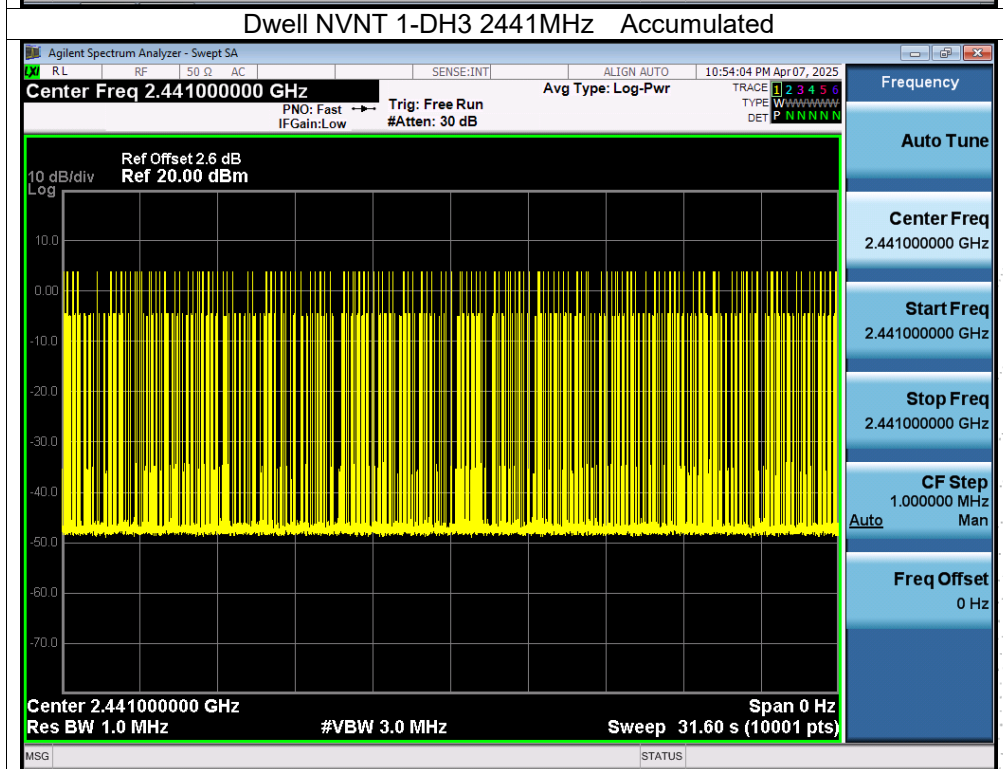 Dwell NVNT 1-DH3 2441MHz Accumulated
Agilent Spectrum Analyzer - Swept SA
LXI RL RF 50 Ω AC SENSE:INT ALIGN AUTO 10:54:04 PM Apr 07, 2025
Center Freq 2.441000000 GHz
PNO: Fast
IFGain:Low
Trig: Free Run
#Atten: 30 dB
Avg Type: Log-Pwr
TRACE 1 2 3 4 5 6
TYPE WWWWWW
DET P N N N N N
Ref Offset 2.6 dB
10 dB/div Ref 20.00 dBm
Log
10.0
0.00
-10.0
-20.0
-30.0
-40.0
-50.0
-60.0
-70.0
Center 2.441000000 GHz Span 0 Hz
Res BW 1.0 MHz #VBW 3.0 MHz Sweep 31.60 s (10001 pts)
MSG STATUS
Frequency
Auto Tune
Center Freq
2.441000000 GHz
Start Freq
2.441000000 GHz
Stop Freq
2.441000000 GHz
CF Step
1.000000 MHz
Auto Man
Freq Offset
0 Hz